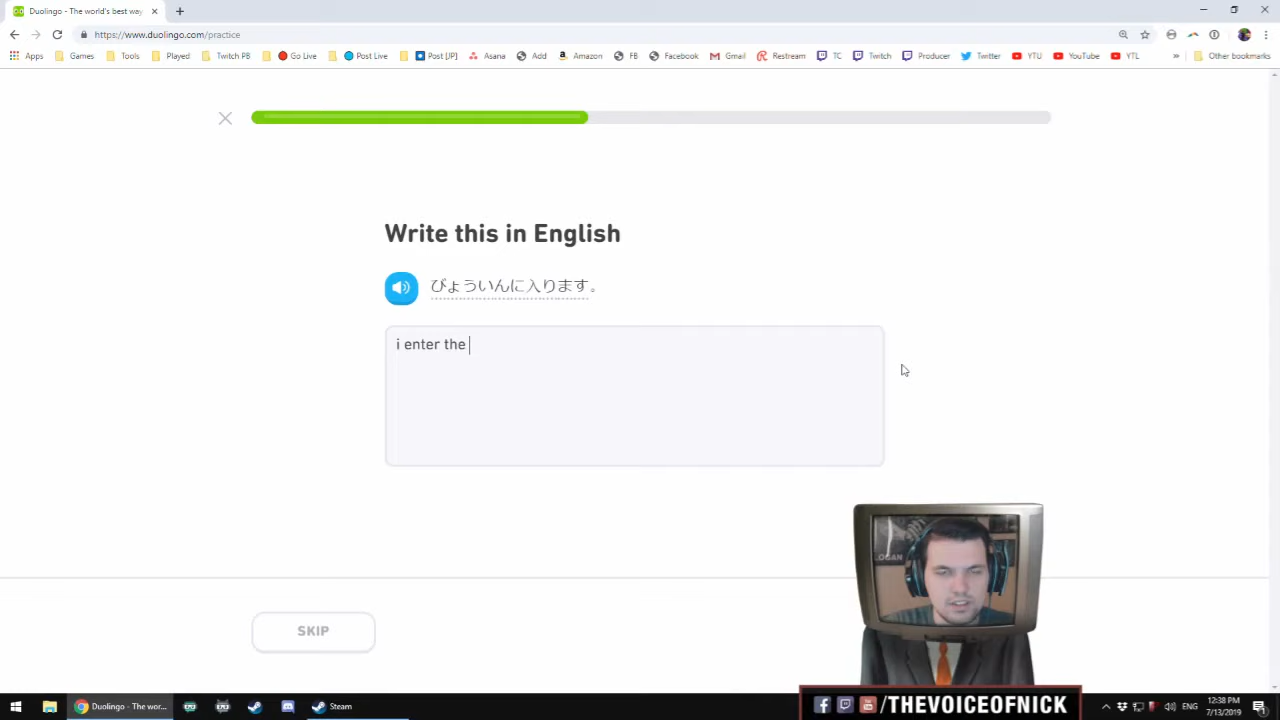 Duolingo - The world's best way
https://www.duolingo.com/practice
Apps Games Tools Played Twitch PB Go Live Post Live Post [JP] Asana Add Amazon FB Facebook Gmail Restream TC Twitch Producer Twitter YTU YouTube YTL » Other bookmarks
Write this in English
びょういんに入ります。
i enter the
SKIP
LOGAN
/THEVOICEOFNICK
Duolingo - The wor...
Steam
ENG
12:38 PM
7/13/2019